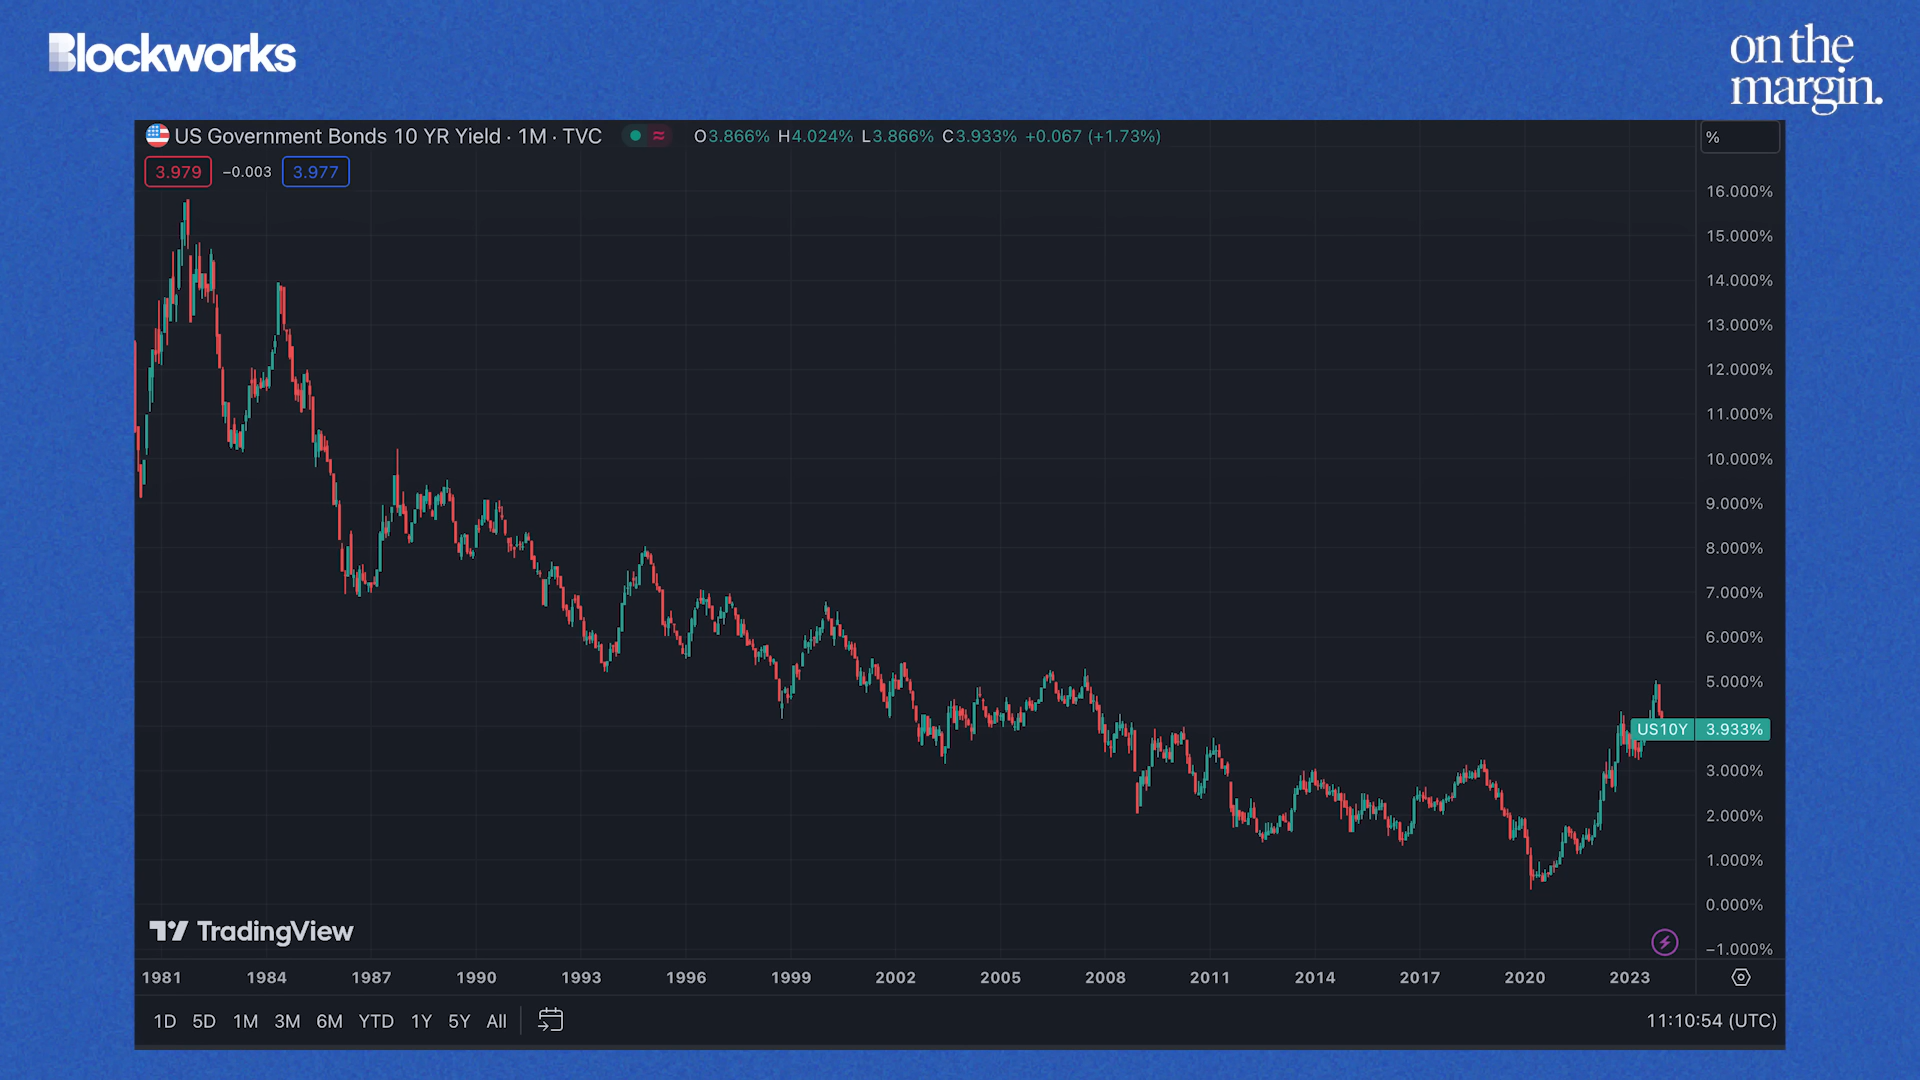 Blockworks
on the
margin.
US Government Bonds 10 YR Yield · 1M · TVC
O3.866% H4.024% L3.866% C3.933% +0.067 (+1.73%)
%
3.979 −0.003 3.977
16.000%
15.000%
14.000%
13.000%
12.000%
11.000%
10.000%
9.000%
8.000%
7.000%
6.000%
5.000%
US10Y 3.933%
3.000%
2.000%
1.000%
0.000%
−1.000%
TradingView
1981 1984 1987 1990 1993 1996 1999 2002 2005 2008 2011 2014 2017 2020 2023
1D 5D 1M 3M 6M YTD 1Y 5Y All
11:10:54 (UTC)